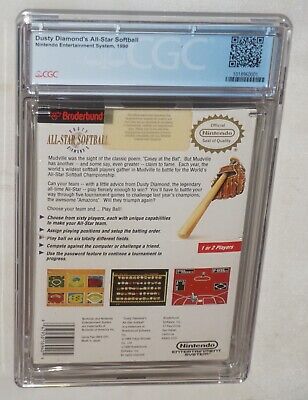 Dusty Diamond's All-Star Softball
Nintendo Entertainment System, 1990
CGC
Brøderbund
DUSTY
ALL-STAR SOFTBALL
DIAMOND'S
Official
Nintendo
Seal of Quality
Mudville was the sight of the classic poem, "Casey at the Bat". But Mudville
has another – and some say, even greater – claim to fame. Each year, the
world's wildest softball players gather in Mudville to battle for the World's
All-Star Softball Championship.
Can your team – with a little advice from Dusty Diamond, the legendary
all-time All-Star – play fiercely enough to win? You'll have to battle your
way through five tournament games to challenge last year's champions,
the awesome "Amazons". Will they triumph again?
Choose your team and ... Play Ball!
Choose from sixty players, each with unique capabilities
to make your All-Star team.
Assign playing positions and setup the batting order.
Play ball on six totally different fields.
Compete against the computer or challenge a friend.
Use the password feature to continue a tournament in
progress.
1 or 2 Players
Nintendo
ENTERTAINMENT
SYSTEM